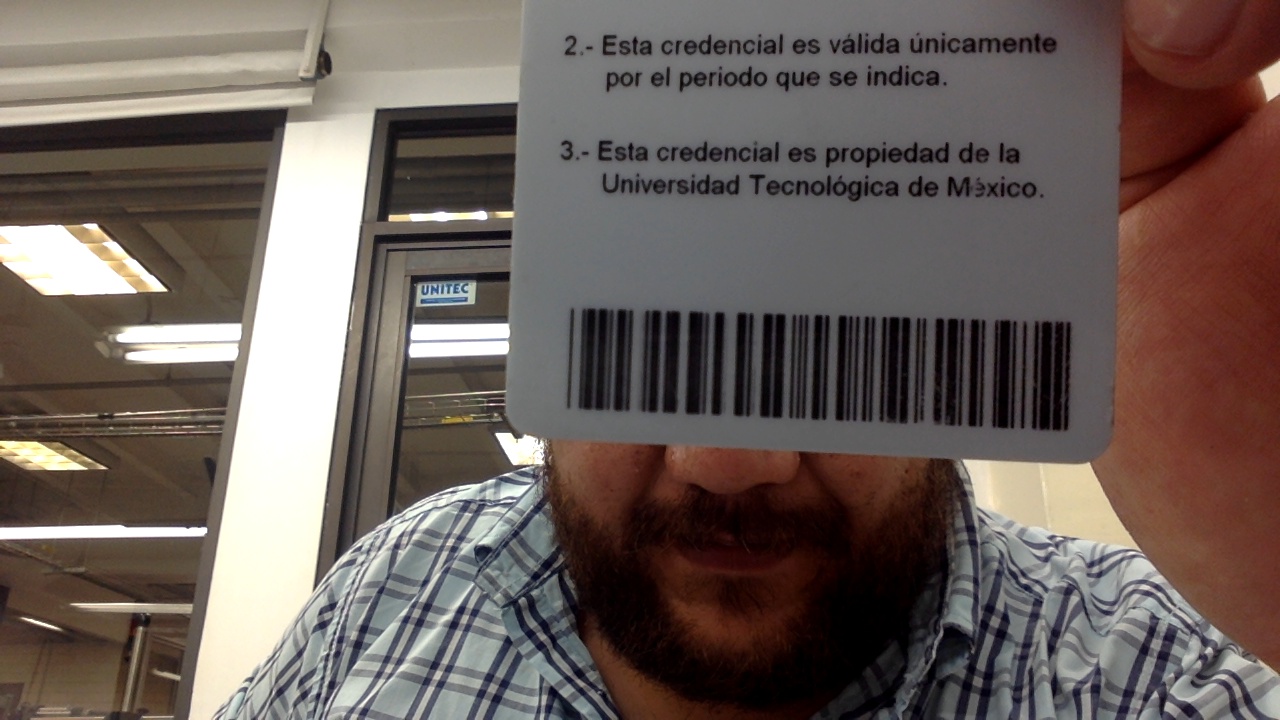 2.- Esta credencial es válida únicamente
por el periodo que se indica.
3.- Esta credencial es propiedad de la
Universidad Tecnológica de México.
UNITEC